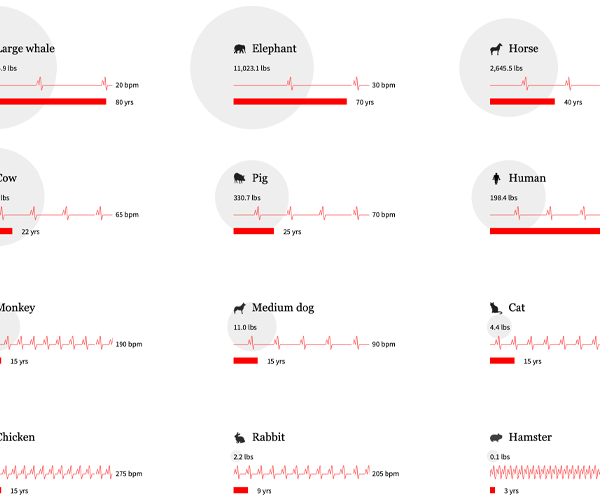 Large whale
.9 lbs
20 bpm
80 yrs
Elephant
11,023.1 lbs
30 bpm
70 yrs
Horse
2,645.5 lbs
40 yrs
Cow
lbs
65 bpm
22 yrs
Pig
330.7 lbs
70 bpm
25 yrs
Human
198.4 lbs
Monkey
190 bpm
15 yrs
Medium dog
11.0 lbs
90 bpm
15 yrs
Cat
4.4 lbs
15 yrs
Chicken
275 bpm
15 yrs
Rabbit
2.2 lbs
205 bpm
9 yrs
Hamster
0.1 lbs
3 yrs